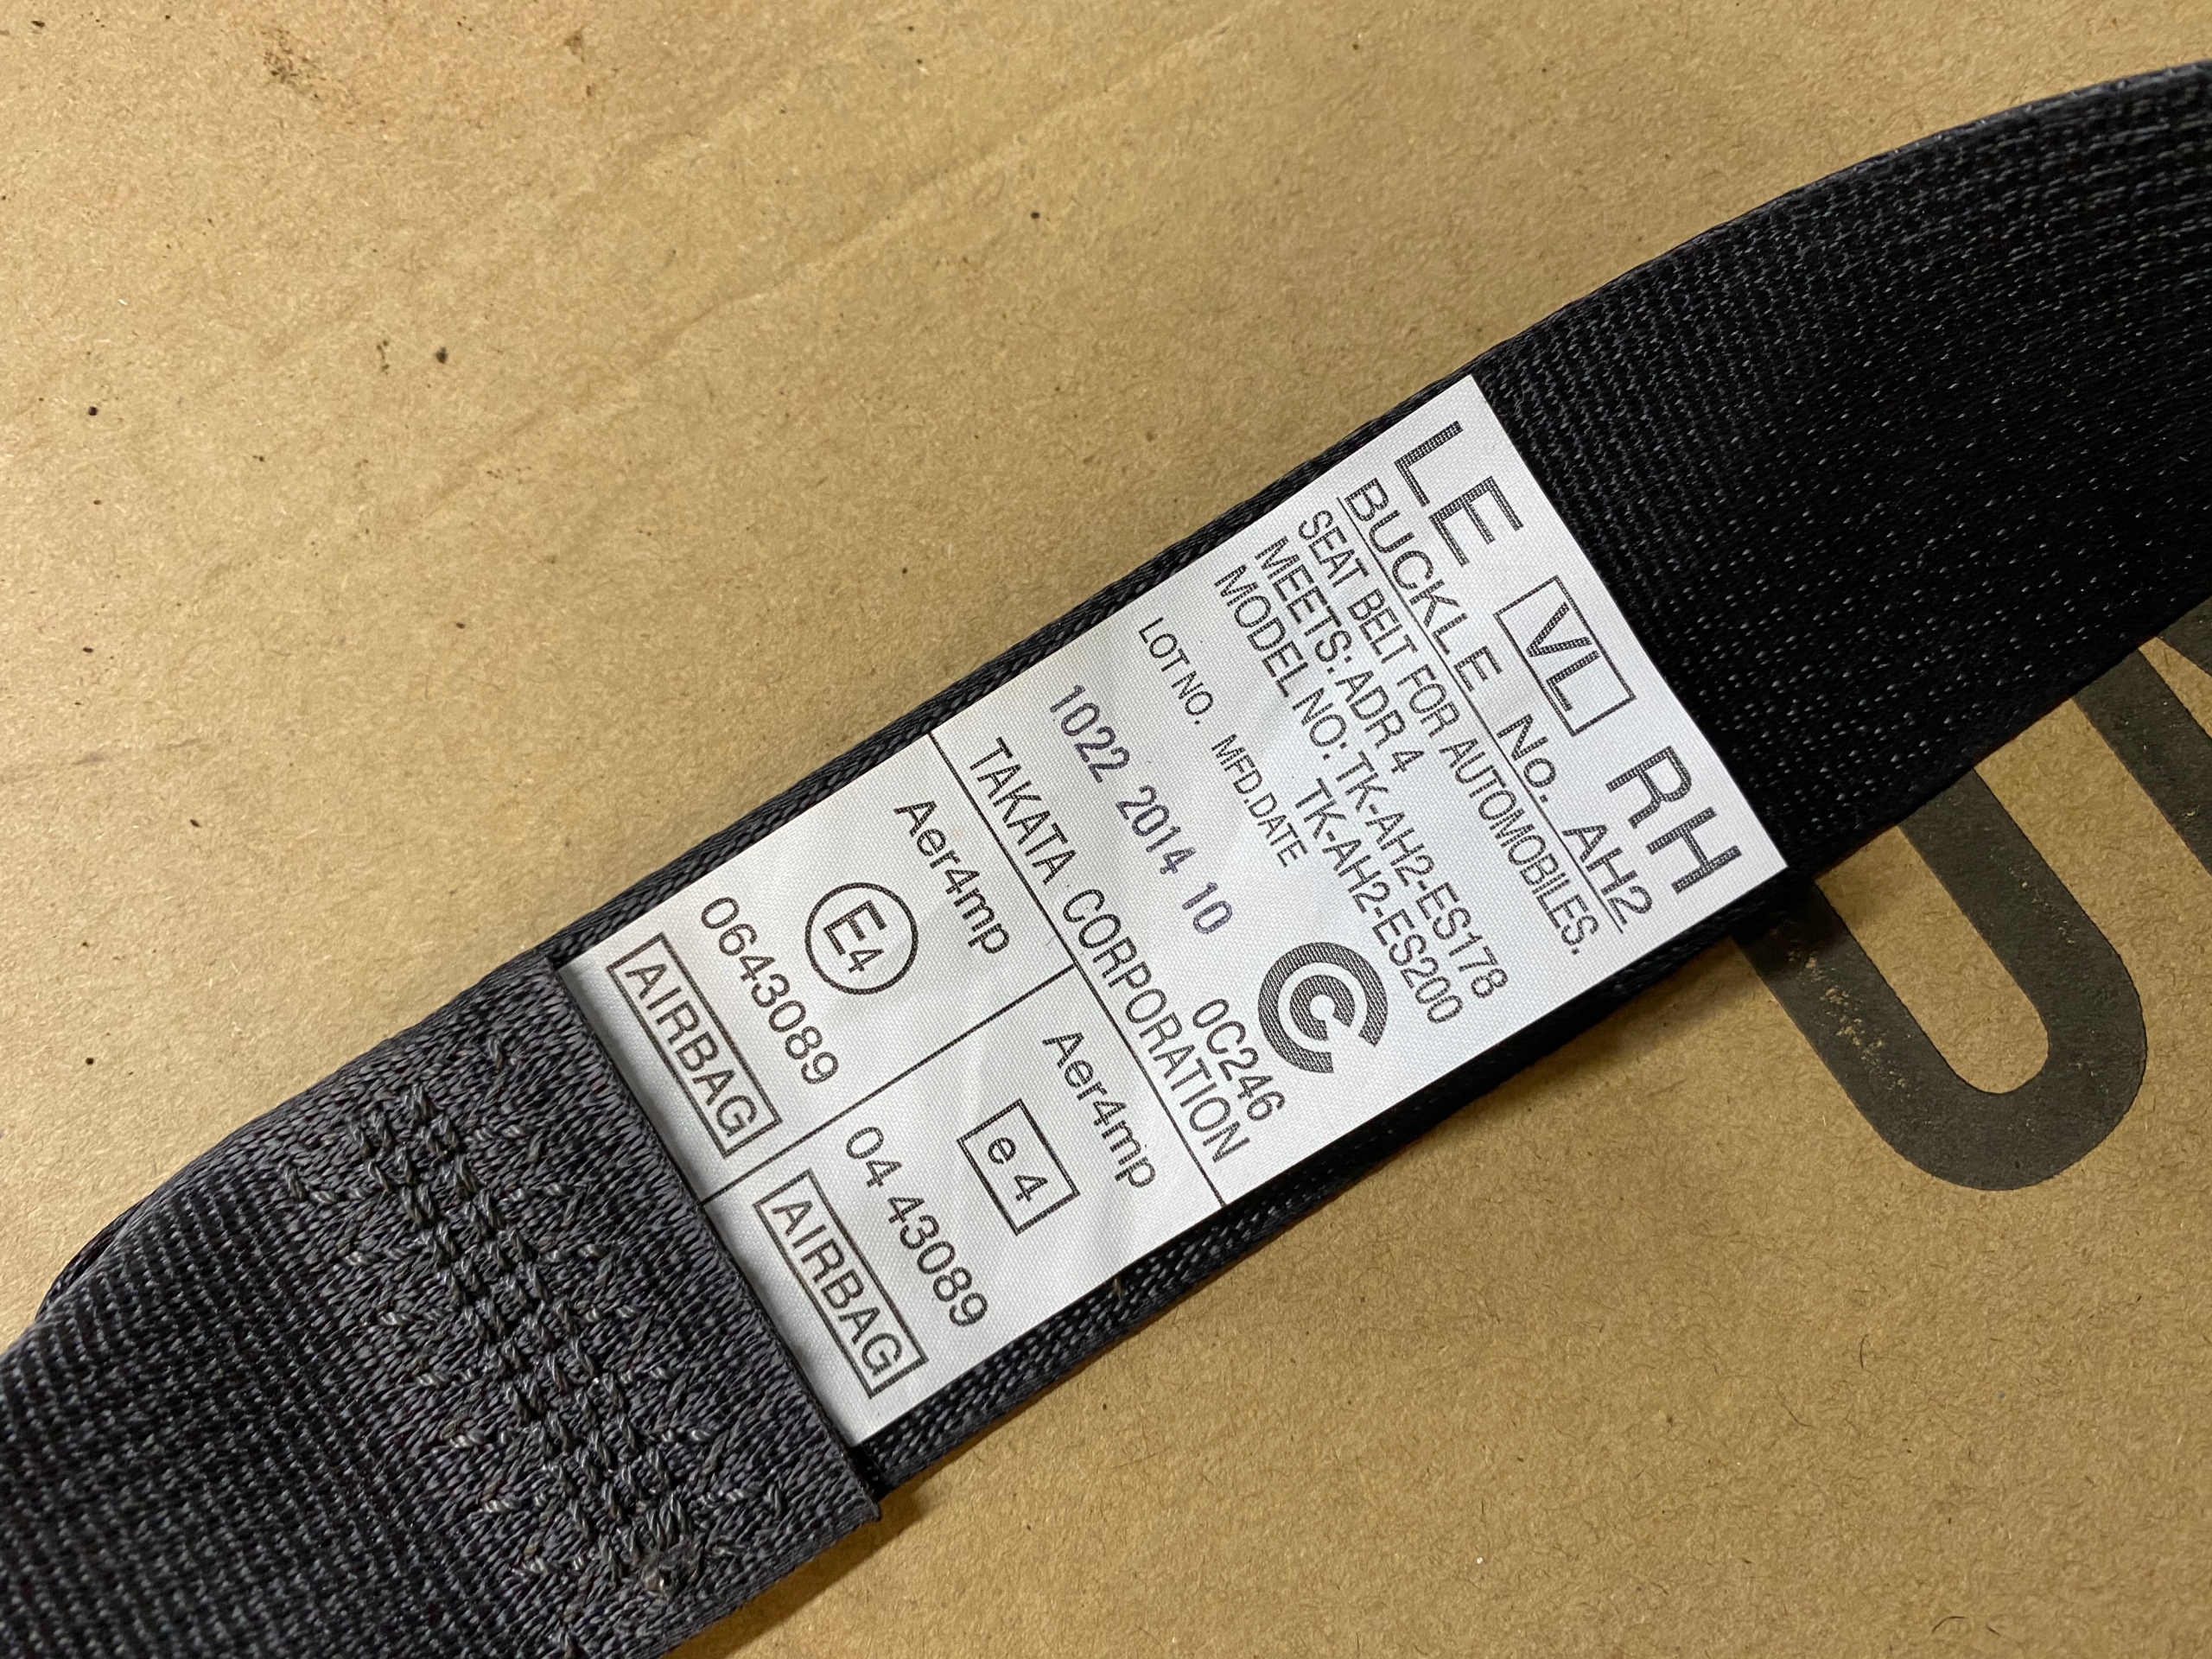 LE VL RH
BUCKLE No. AH2
SEAT BELT FOR AUTOMOBILES.
MEETS: ADR 4
MODEL NO: TK-AH2-ES178
TK-AH2-ES200
LOT NO. MFD.DATE
1022 2014 10
0C246
TAKATA CORPORATION
Aer4mp
E4
0643089
AIRBAG
Aer4mp
e4
04 43089
AIRBAG